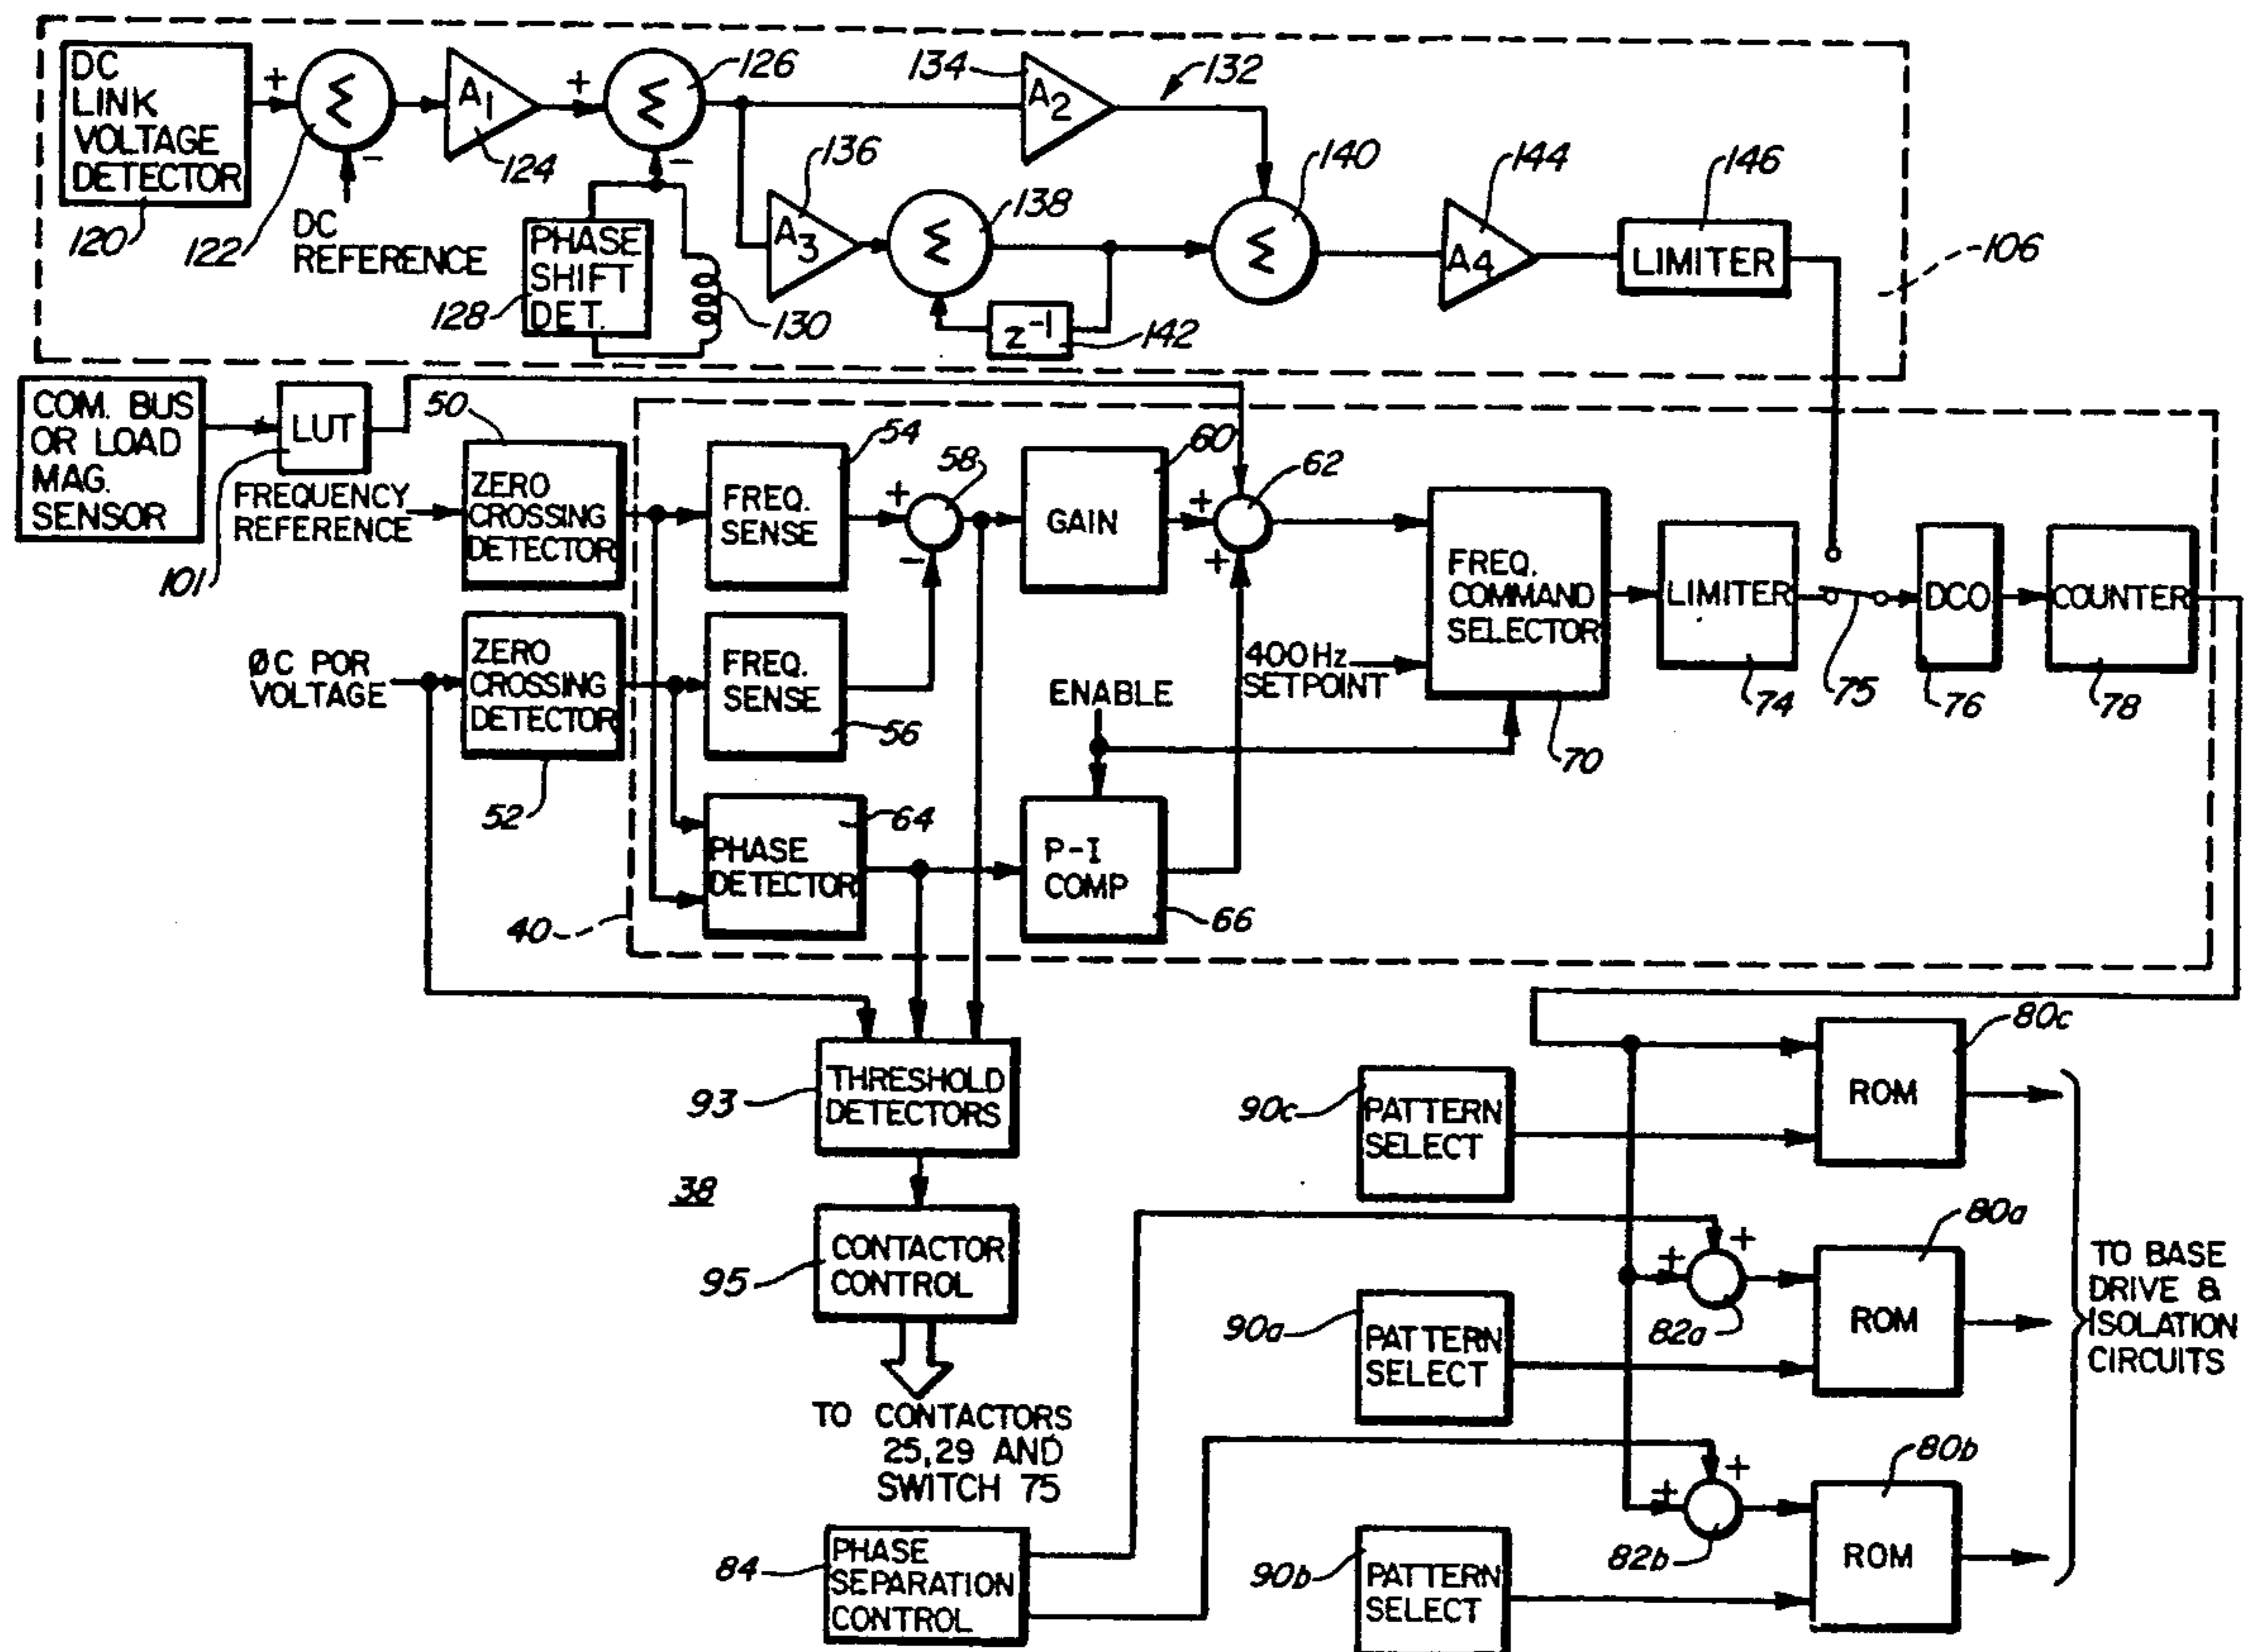 DC
LINK
VOLTAGE
DETECTOR
120
+
Σ
-
122
DC
REFERENCE
A1
124
+
Σ
-
126
PHASE
SHIFT
DET.
128
130
134
A2
132
136
A3
Σ
138
z-1
142
Σ
140
144
A4
146
LIMITER
106
COM. BUS
OR LOAD
MAG.
SENSOR
LUT
101
FREQUENCY
REFERENCE
50
ZERO
CROSSING
DETECTOR
ØC POR
VOLTAGE
ZERO
CROSSING
DETECTOR
52
54
FREQ.
SENSE
FREQ.
SENSE
56
58
+
-
60
GAIN
62
+
+
PHASE
DETECTOR
64
40
ENABLE
P-I
COMP
66
400 Hz
SETPOINT
FREQ.
COMMAND
SELECTOR
70
LIMITER
74
75
DCO
76
COUNTER
78
93
THRESHOLD
DETECTORS
38
95
CONTACTOR
CONTROL
TO CONTACTORS
25,29 AND
SWITCH 75
84
PHASE
SEPARATION
CONTROL
90c
PATTERN
SELECT
80c
ROM
90a
PATTERN
SELECT
+
+
82a
80a
ROM
90b
PATTERN
SELECT
+
+
82b
80b
ROM
TO BASE
DRIVE &
ISOLATION
CIRCUITS